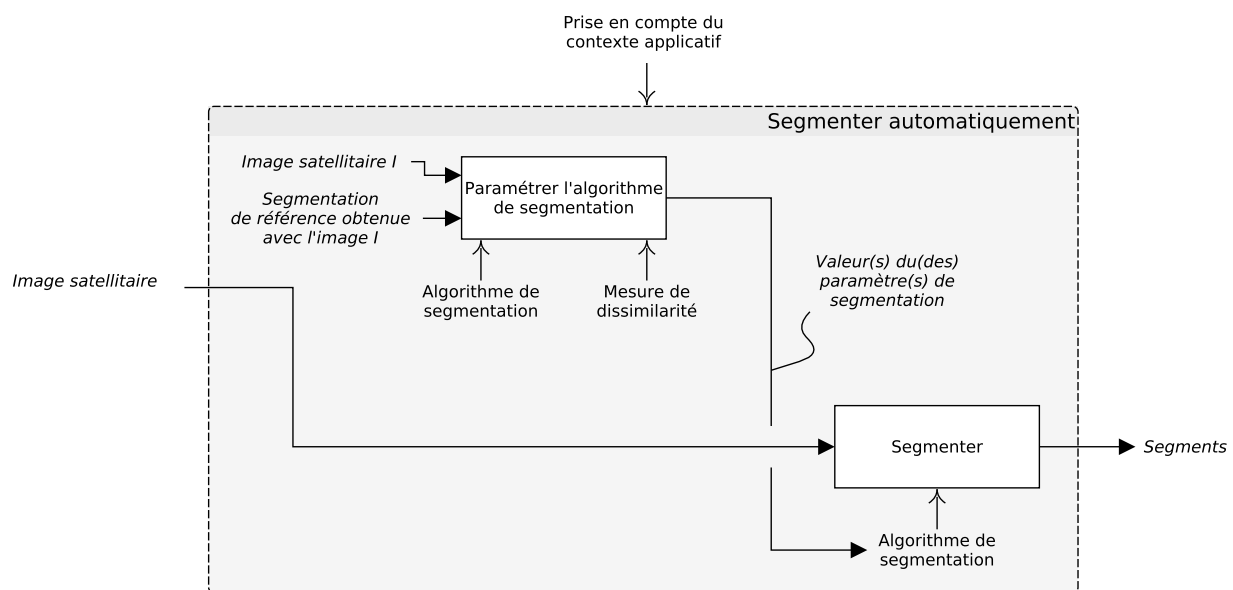 Prise en compte du
contexte applicatif
Segmenter automatiquement
Image satellitaire I
Segmentation
de référence obtenue
avec l'image I
Paramétrer l'algorithme
de segmentation
Algorithme de
segmentation
Mesure de
dissimilarité
Valeur(s) du(des)
paramètre(s) de
segmentation
Image satellitaire
Segmenter
Segments
Algorithme de
segmentation